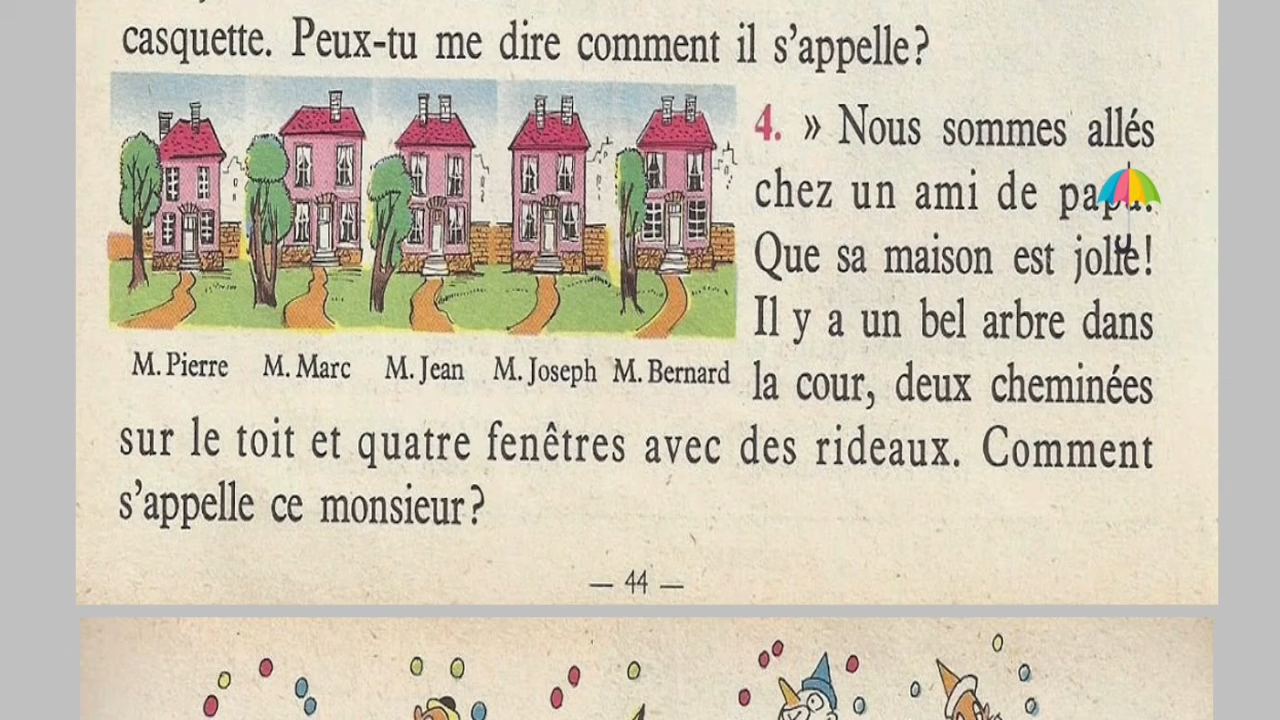 casquette. Peux-tu me dire comment il s'appelle?
4. » Nous sommes allés
chez un ami de
Que sa maison est jolie!
Il y a un bel arbre dans
la cour, deux cheminées
M. Pierre M. Marc M. Jean M. Joseph M. Bernard
sur le toit et quatre fenêtres avec des rideaux. Comment
s'appelle ce monsieur?
— 44 —